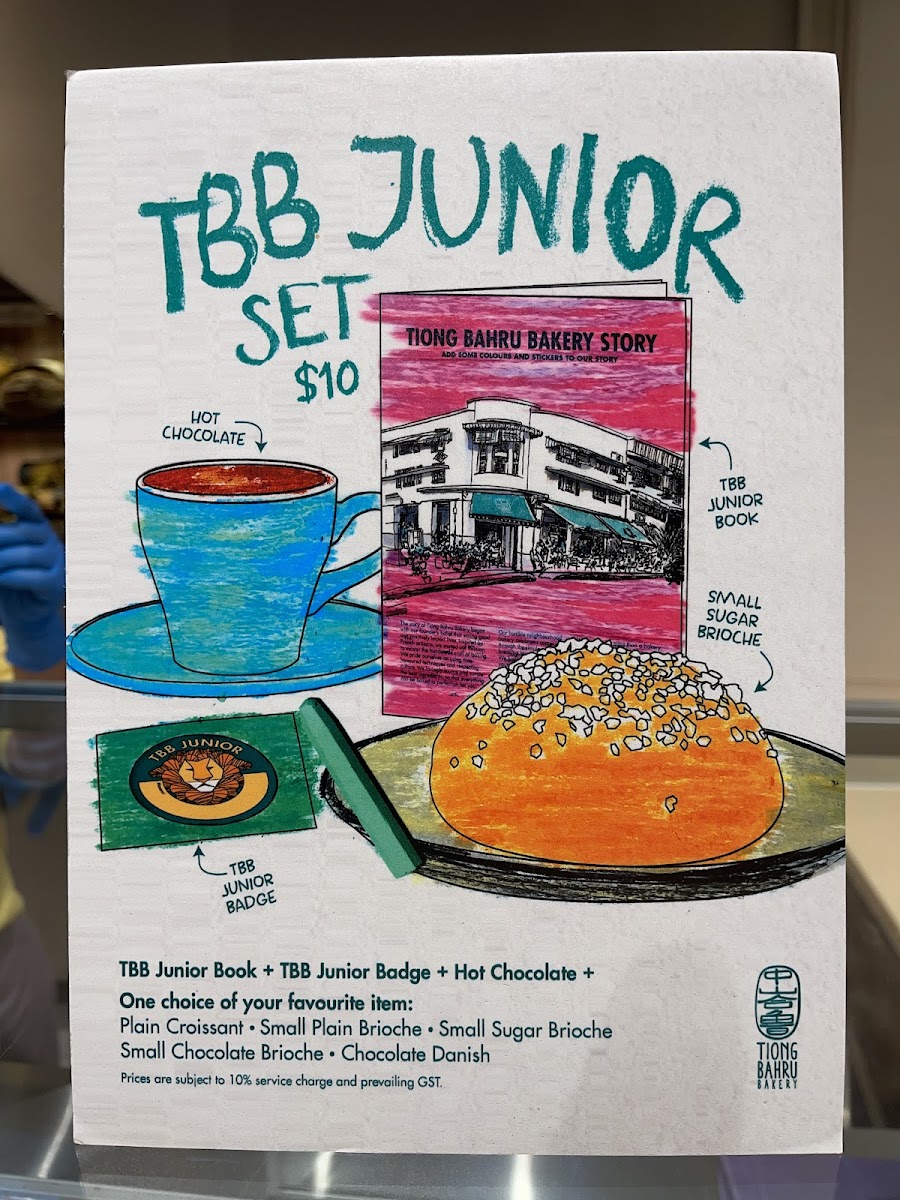 TBB JUNIOR
SET
$10
TIONG BAHRU BAKERY STORY
ADD SOME COLOURS AND STICKERS TO OUR STORY
HOT
CHOCOLATE
TBB
JUNIOR
BOOK
SMALL
SUGAR
BRIOCHE
TBB JUNIOR
TBB
JUNIOR
BADGE
TBB Junior Book + TBB Junior Badge + Hot Chocolate +
One choice of your favourite item:
Plain Croissant • Small Plain Brioche • Small Sugar Brioche
Small Chocolate Brioche • Chocolate Danish
Prices are subject to 10% service charge and prevailing GST.
TIONG
BAHRU
BAKERY